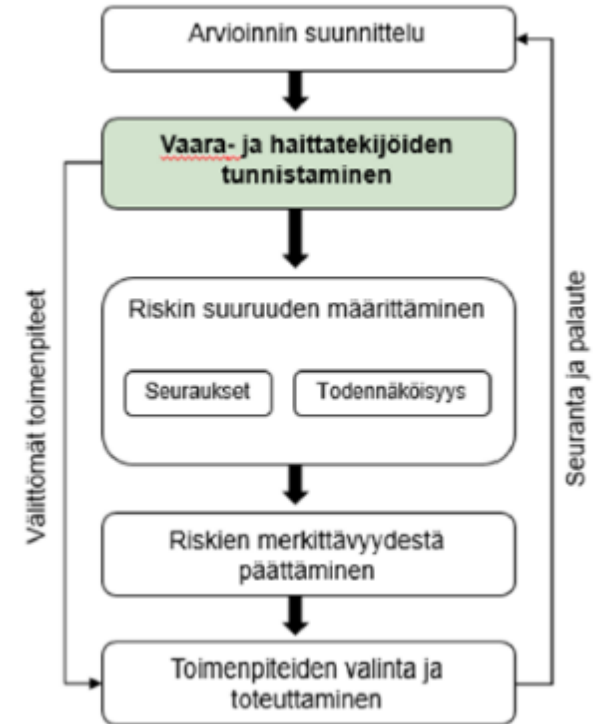 Arvioinnin suunnittelu
Vaara- ja haittatekijöiden
tunnistaminen
Riskin suuruuden määrittäminen
Seuraukset
Todennäköisyys
Riskien merkittävyydestä
päättäminen
Toimenpiteiden valinta ja
toteuttaminen
Välittömät toimenpiteet
Seuranta ja palaute